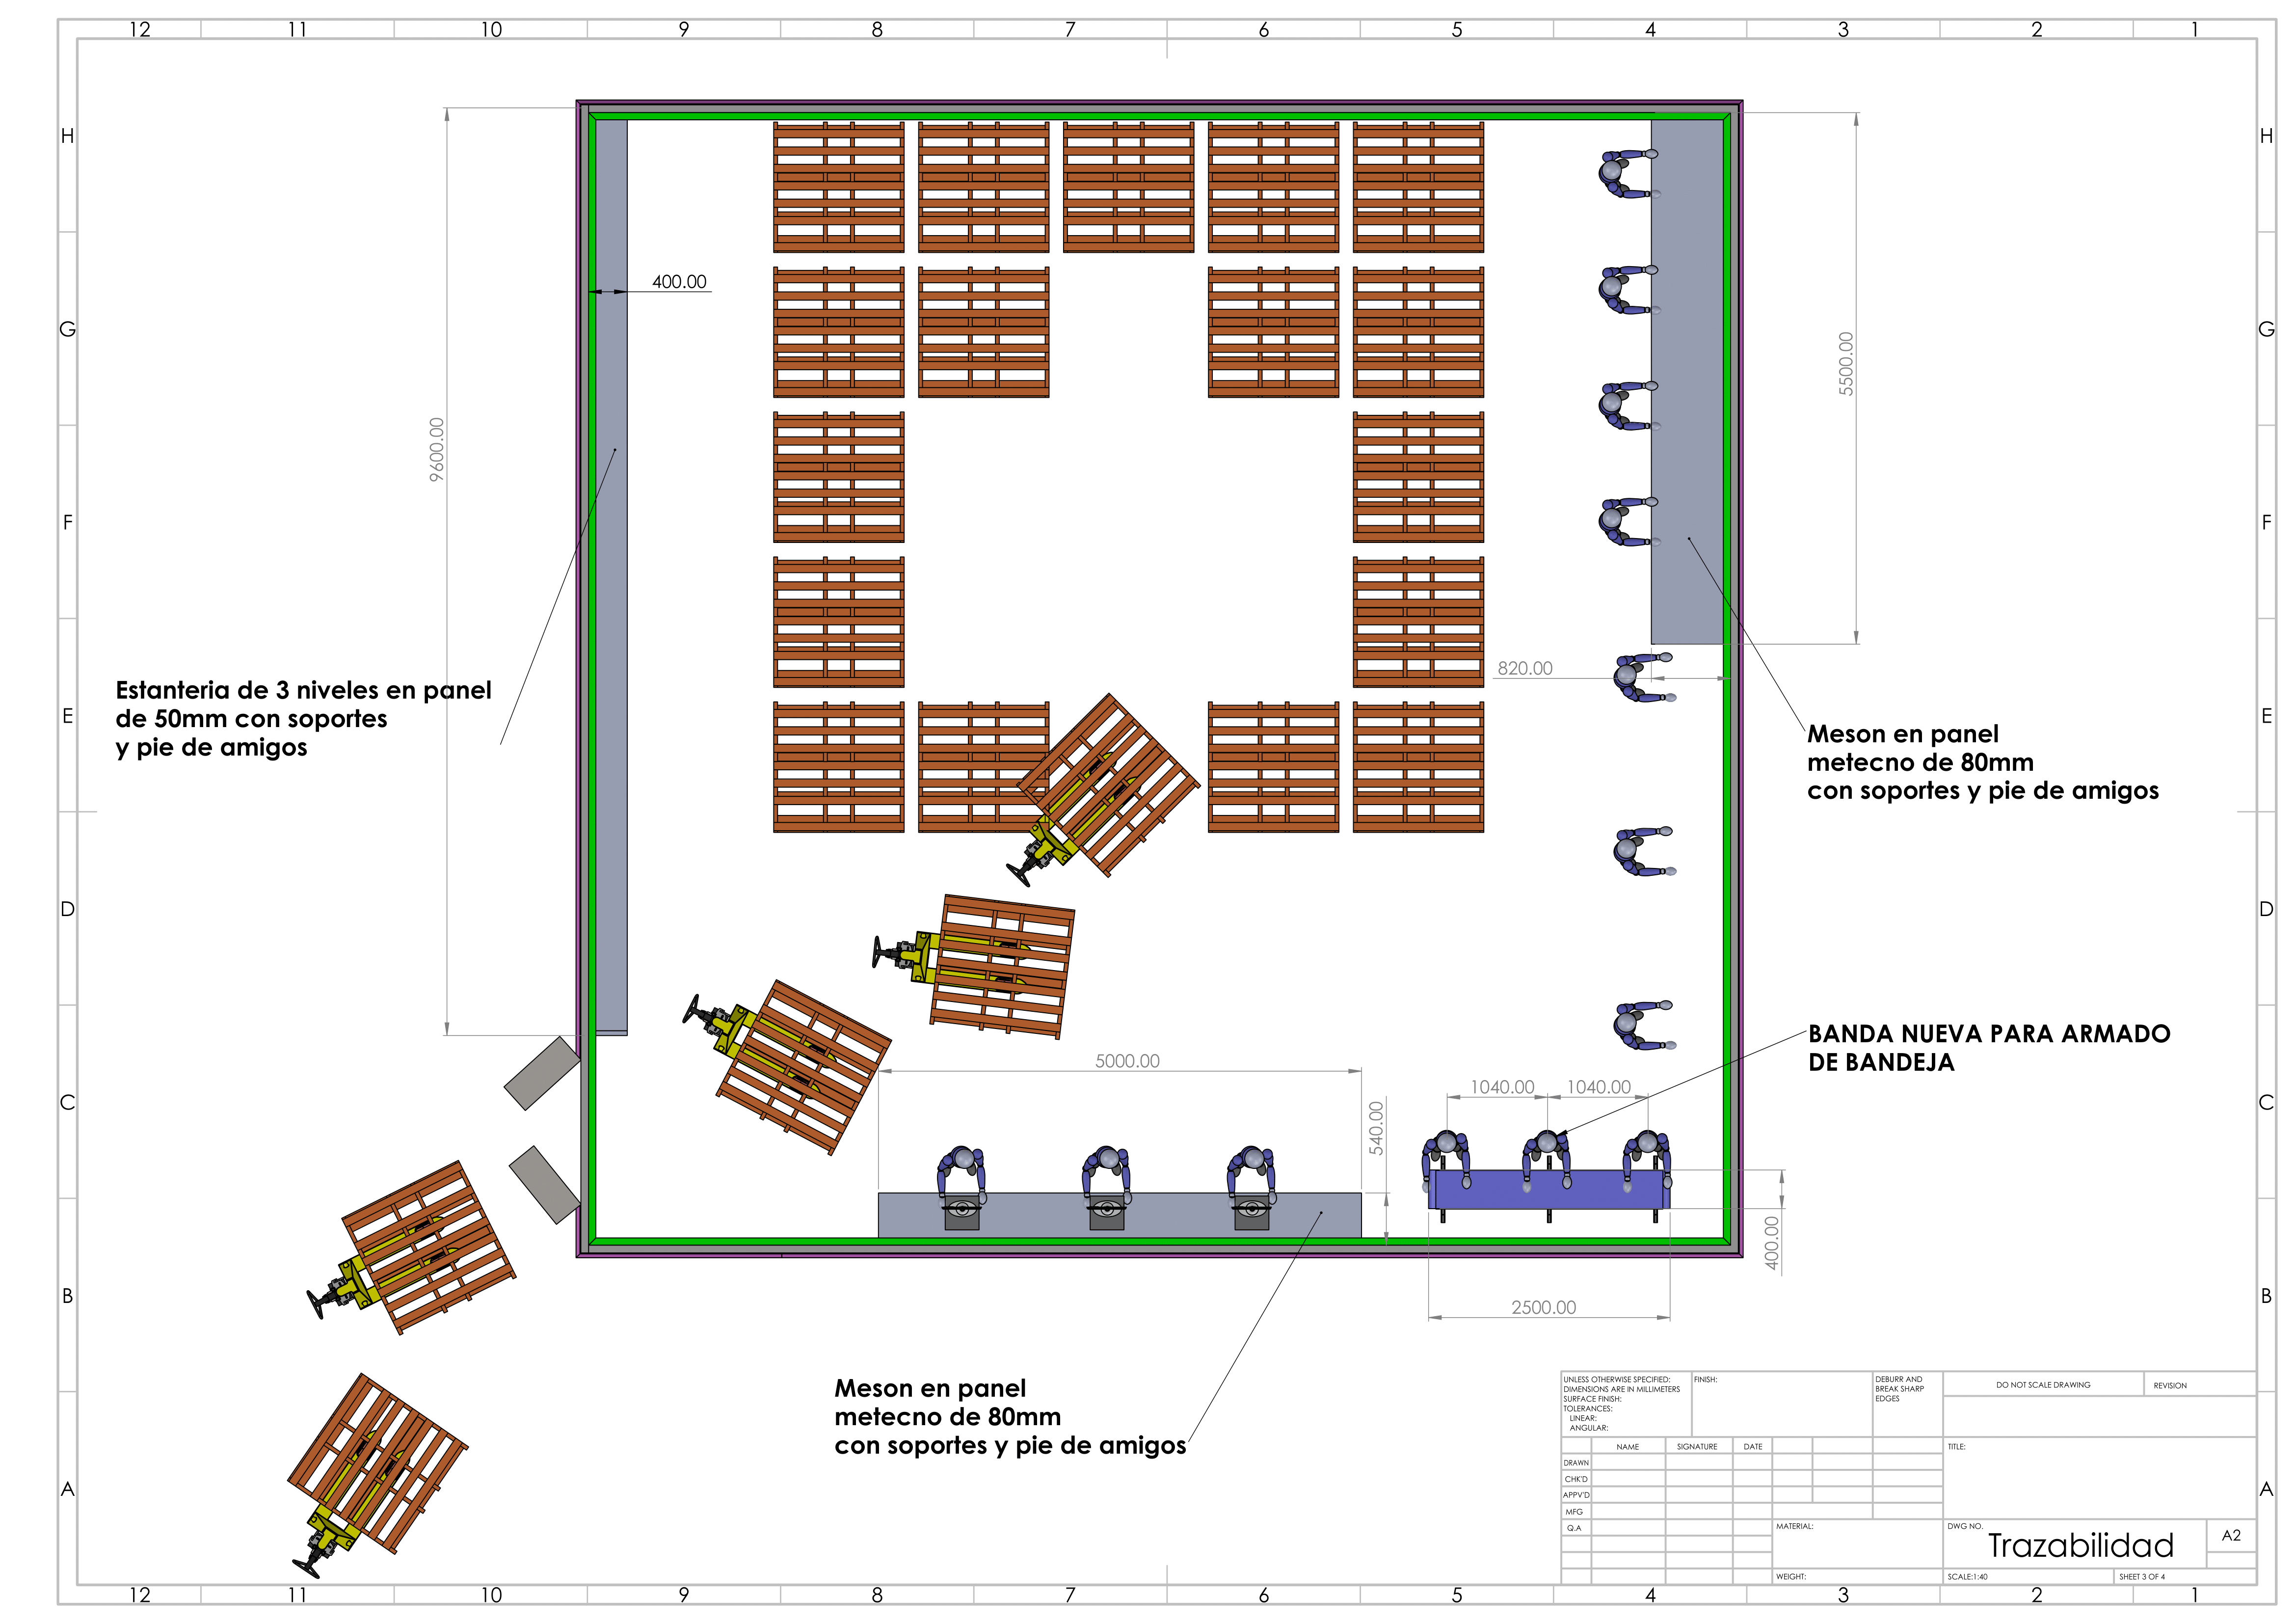 12 11 10 9 8 7 6 5 4 3 2 1
H H
400.00
G G
5500.00
9600.00
F F
820.00
Estanteria de 3 niveles en panel
de 50mm con soportes
y pie de amigos
E E
Meson en panel
metecno de 80mm
con soportes y pie de amigos
D D
BANDA NUEVA PARA ARMADO
DE BANDEJA
5000.00
1040.00 1040.00
C C
540.00
400.00
B B
2500.00
Meson en panel
metecno de 80mm
con soportes y pie de amigos
A A
UNLESS OTHERWISE SPECIFIED:
DIMENSIONS ARE IN MILLIMETERS
SURFACE FINISH:
TOLERANCES:
LINEAR:
ANGULAR:
FINISH:
DEBURR AND
BREAK SHARP
EDGES
DO NOT SCALE DRAWING
REVISION
NAME SIGNATURE DATE
TITLE:
DRAWN
CHK'D
APPV'D
MFG
Q.A
MATERIAL:
DWG NO.
Trazabilidad
A2
WEIGHT:
SCALE:1:40
SHEET 3 OF 4
12 11 10 9 8 7 6 5 4 3 2 1